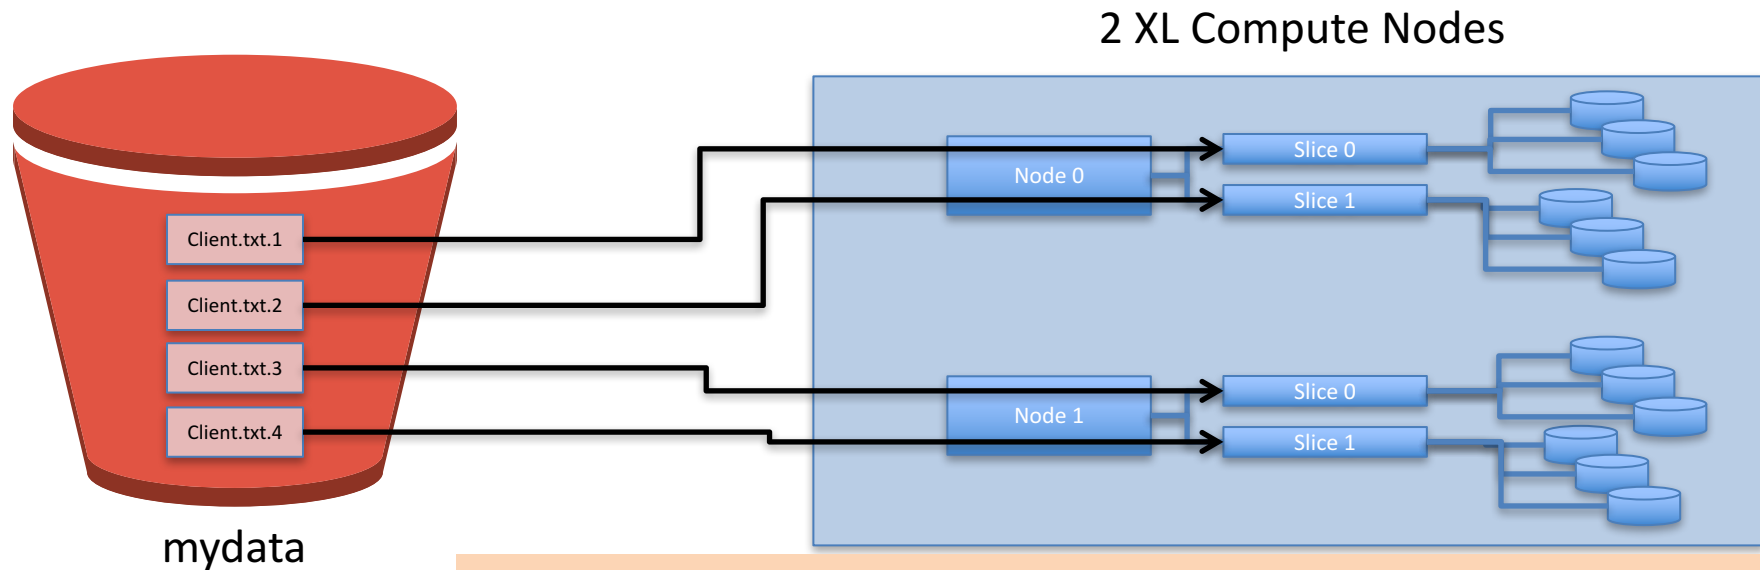 2 XL Compute Nodes
Client.txt.1
Client.txt.2
Client.txt.3
Client.txt.4
mydata
Node 0
Slice 0
Slice 1
Node 1
Slice 0
Slice 1